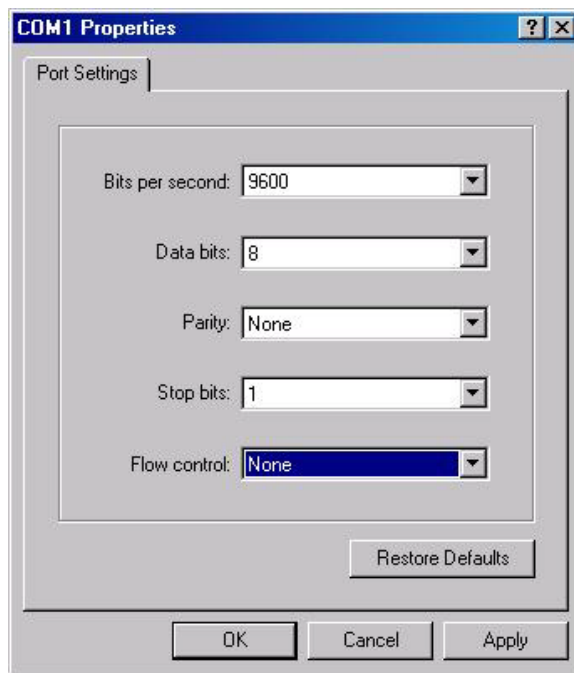 COM1 Properties
Port Settings
Bits per second: 9600
Data bits: 8
Parity: None
Stop bits: 1
Flow control: None
Restore Defaults
OK Cancel Apply